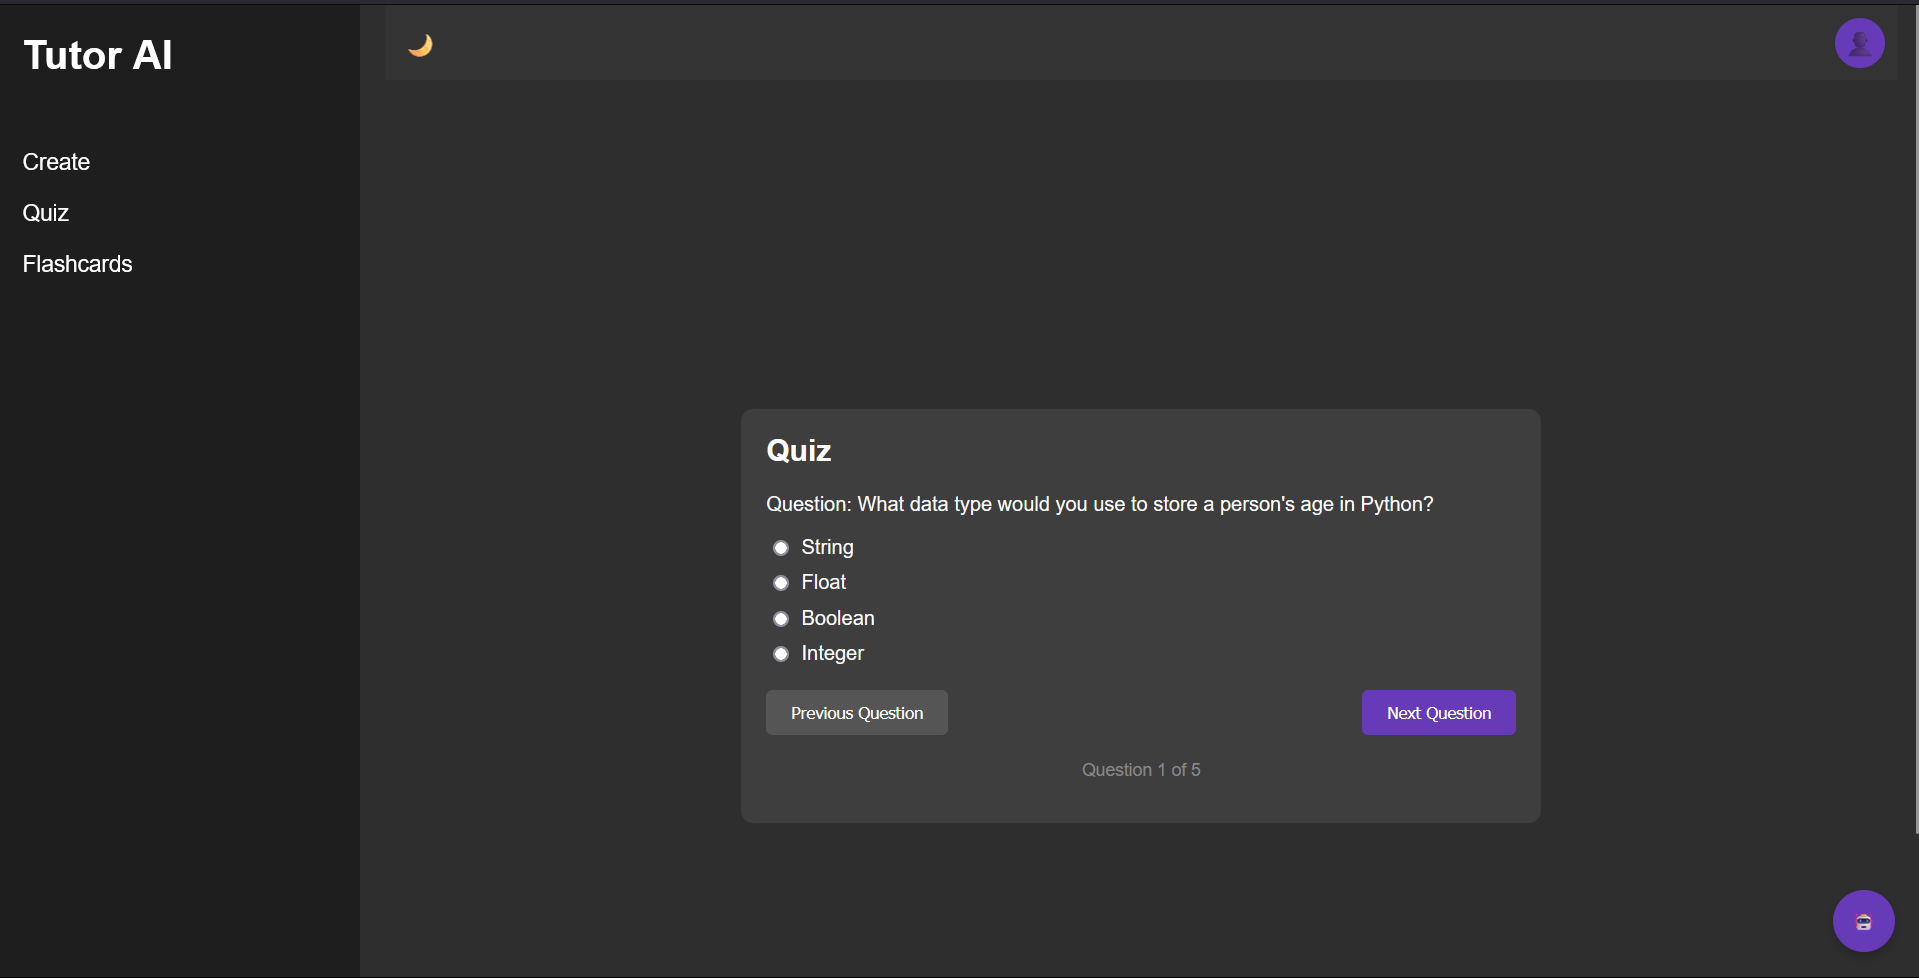 Tutor AI
Create
Quiz
Flashcards
Quiz
Question: What data type would you use to store a person's age in Python?
String
Float
Boolean
Integer
Previous Question
Next Question
Question 1 of 5